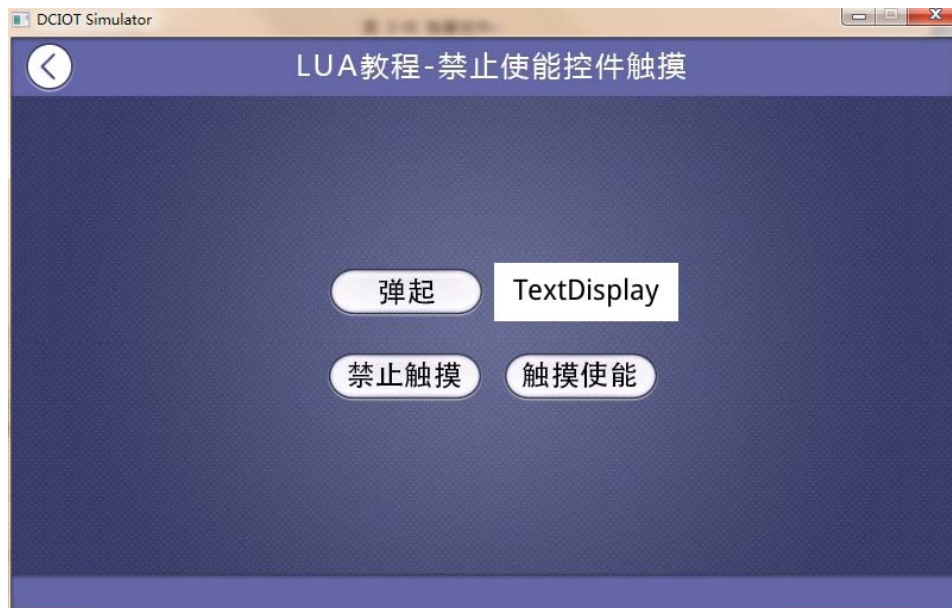 DCIOT Simulator
LUA教程-禁止使能控件触摸
弹起
TextDisplay
禁止触摸
触摸使能